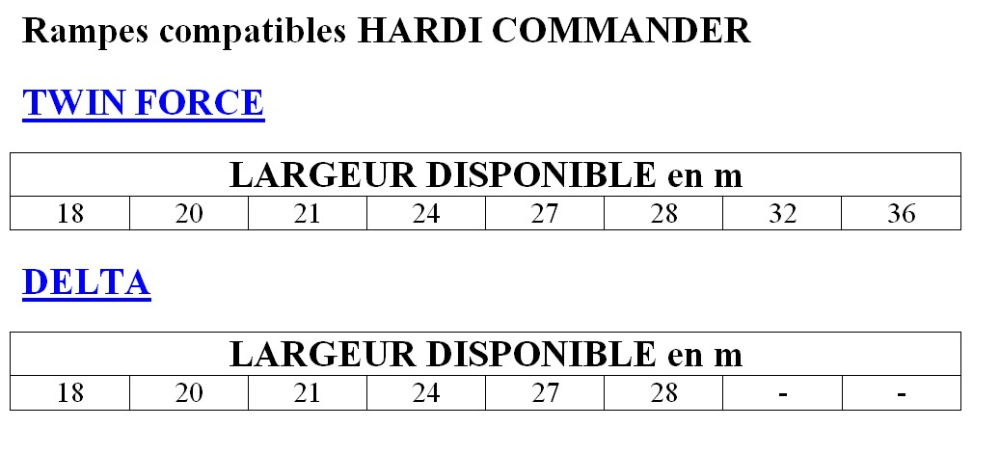 Rampes compatibles HARDI COMMANDER
TWIN FORCE
LARGEUR DISPONIBLE en m
18 20 21 24 27 28 32 36
DELTA
LARGEUR DISPONIBLE en m
18 20 21 24 27 28 - -